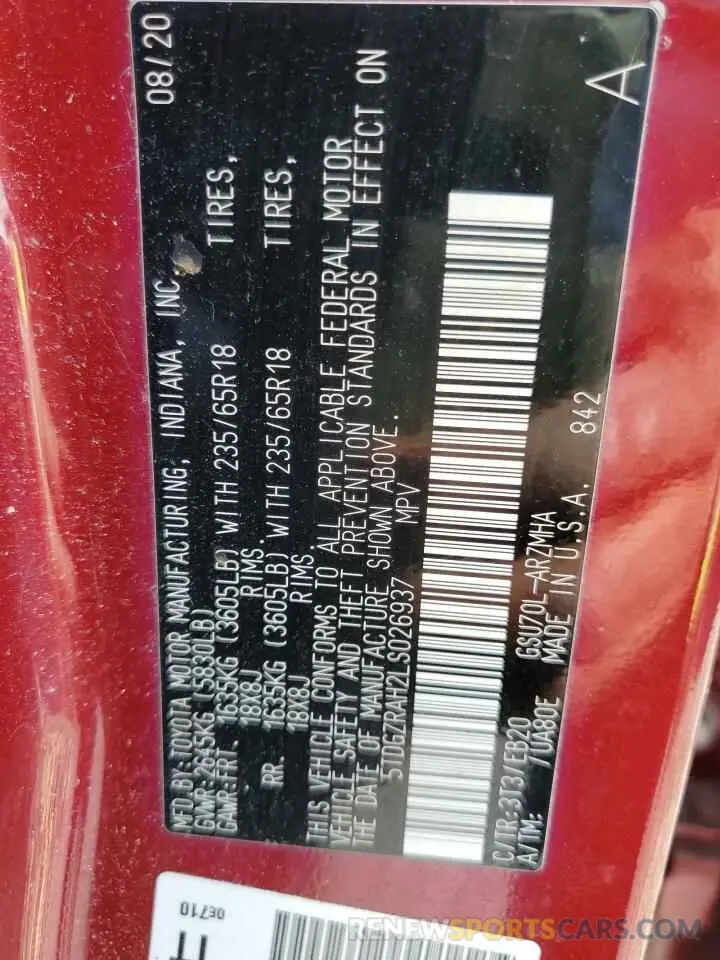 MFD BY: TOYOTA MOTOR MANUFACTURING, INDIANA, INC. 08/20
GVWR: 2645KG (5830LB)
GAWR: FRT. 1635KG (3605LB) WITH 235/65R18 TIRES,
18X8J RIMS.
RR. 1635KG (3605LB) WITH 235/65R18 TIRES,
18X8J RIMS
THIS VEHICLE CONFORMS TO ALL APPLICABLE FEDERAL MOTOR
VEHICLE SAFETY AND THEFT PREVENTION STANDARDS IN EFFECT ON
THE DATE OF MANUFACTURE SHOWN ABOVE.
5TDGZRAH2LS026937 MPV
C/TR: 3T3 /EB20 GSU70L-ARZMHA
A/TM: /UA80E MADE IN U.S.A. 842
A
0E710
RENEWSPORTSCARS.COM